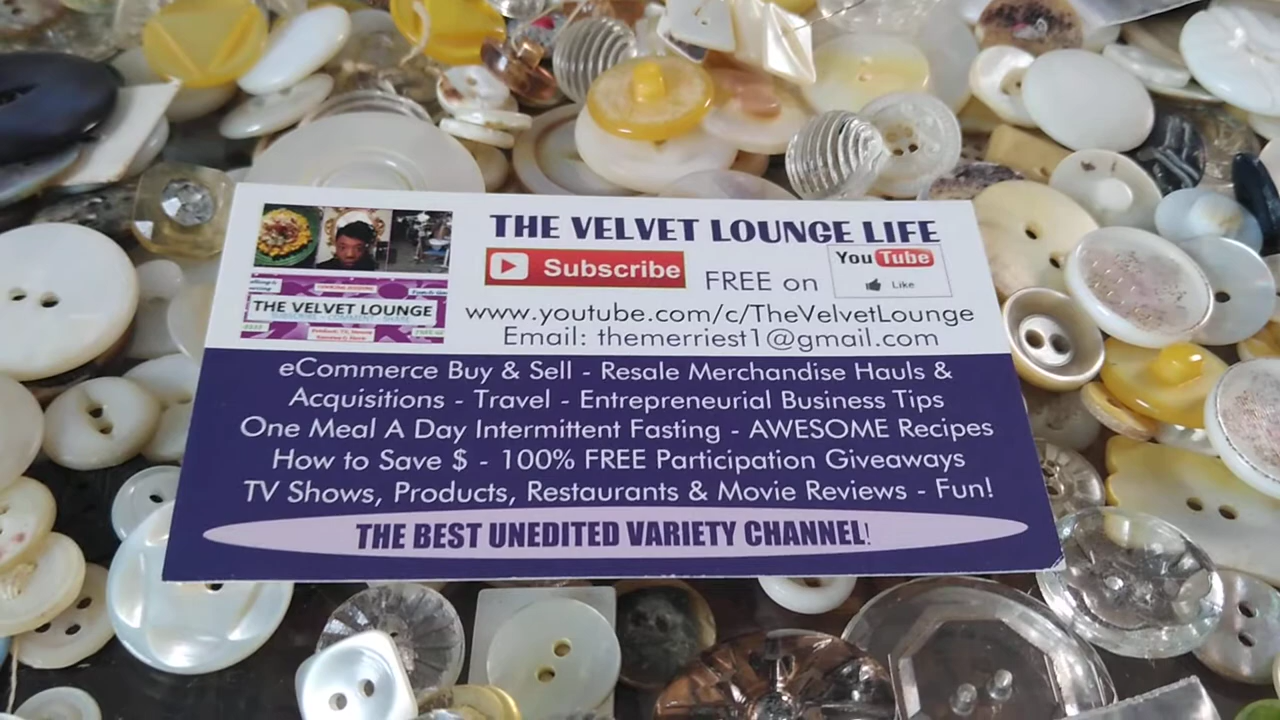 THE VELVET LOUNGE LIFE
Subscribe FREE on YouTube
Like
THE VELVET LOUNGE
www.youtube.com/c/TheVelvetLounge
Email: themerriest1@gmail.com
eCommerce Buy & Sell - Resale Merchandise Hauls &
Acquisitions - Travel - Entrepreneurial Business Tips
One Meal A Day Intermittent Fasting - AWESOME Recipes
How to Save $ - 100% FREE Participation Giveaways
TV Shows, Products, Restaurants & Movie Reviews - Fun!
THE BEST UNEDITED VARIETY CHANNEL!